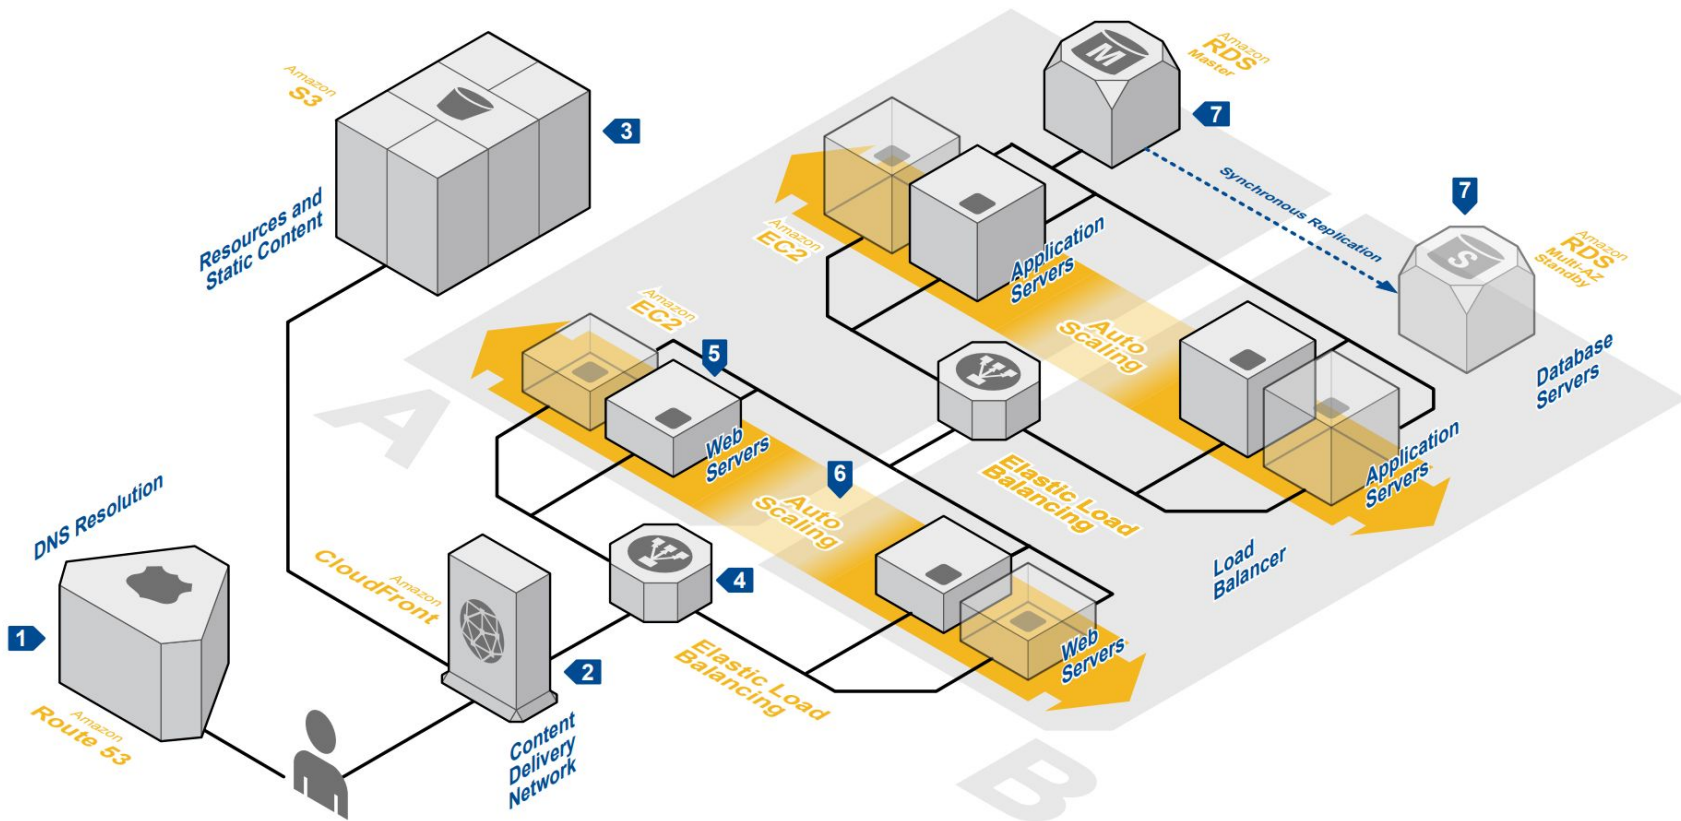 Amazon
S3
3
Resources and
Static Content
Amazon
RDS
Master
7
Synchronous Replication
7
Amazon
RDS
Multi-AZ
Standby
M
S
Amazon
EC2
Application
Servers
Auto
Scaling
Database
Servers
Application
Servers
Amazon
EC2
5
Web
Servers
6
Auto
Scaling
Elastic Load
Balancing
Load
Balancer
A
DNS Resolution
1
Amazon
Route 53
Amazon
CloudFront
2
Content
Delivery
Network
4
Elastic Load
Balancing
Web
Servers
B